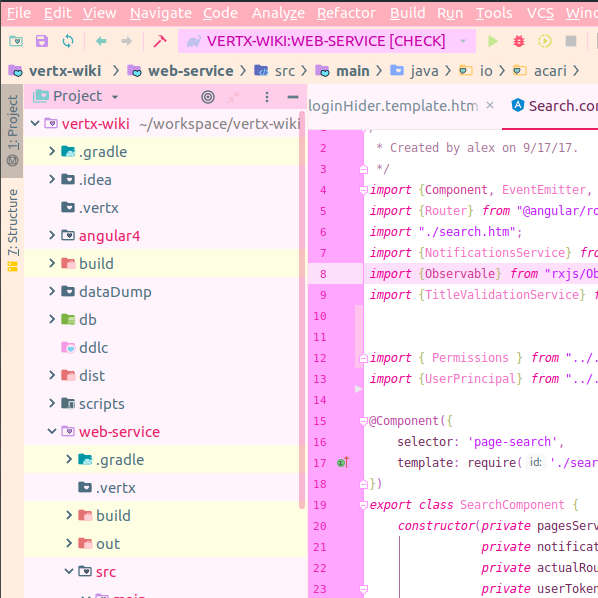 File Edit View Navigate Code Analyze Refactor Build Run Tools VCS
VERTX-WIKI:WEB-SERVICE [CHECK]
vertx-wiki web-service src main java io acari
1: Project
7: Structure
Project
vertx-wiki ~/workspace/vertx-wiki
.gradle
.idea
.vertx
angular4
build
dataDump
db
ddlc
dist
scripts
web-service
.gradle
.vertx
build
out
src
main
loginHider.template.htm Search.co
2 * Created by alex on 9/17/17.
3 */
4 import {Component, EventEmitter,
5 import {Router} from "@angular/ro
6 import "./search.htm";
7 import {NotificationsService} fro
8 import {Observable} from "rxjs/Ob
9 import {TitleValidationService} f
10
11
12 import { Permissions } from "../.
13 import {UserPrincipal} from "../.
14
15 @Component({
16 selector: 'page-search',
17 template: require( id: './sear
18 })
19 export class SearchComponent {
20 constructor(private pagesServ
21 private notificat
22 private actualRou
23 private userToken